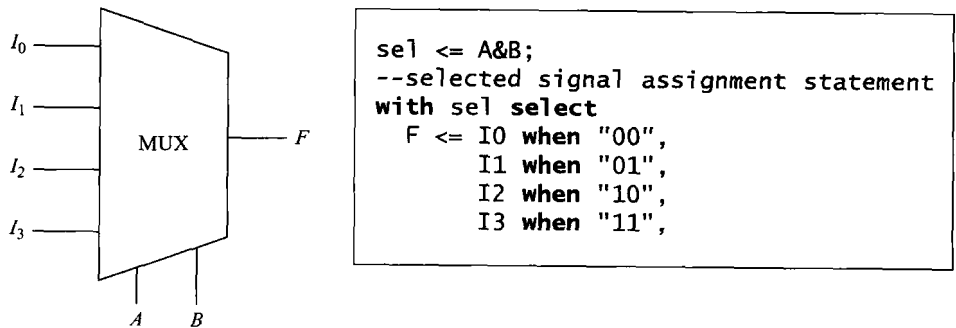 I0
I1
I2
I3
MUX
F
A
B
sel <= A&B;
--selected signal assignment statement
with sel select
F <= I0 when "00",
I1 when "01",
I2 when "10",
I3 when "11",